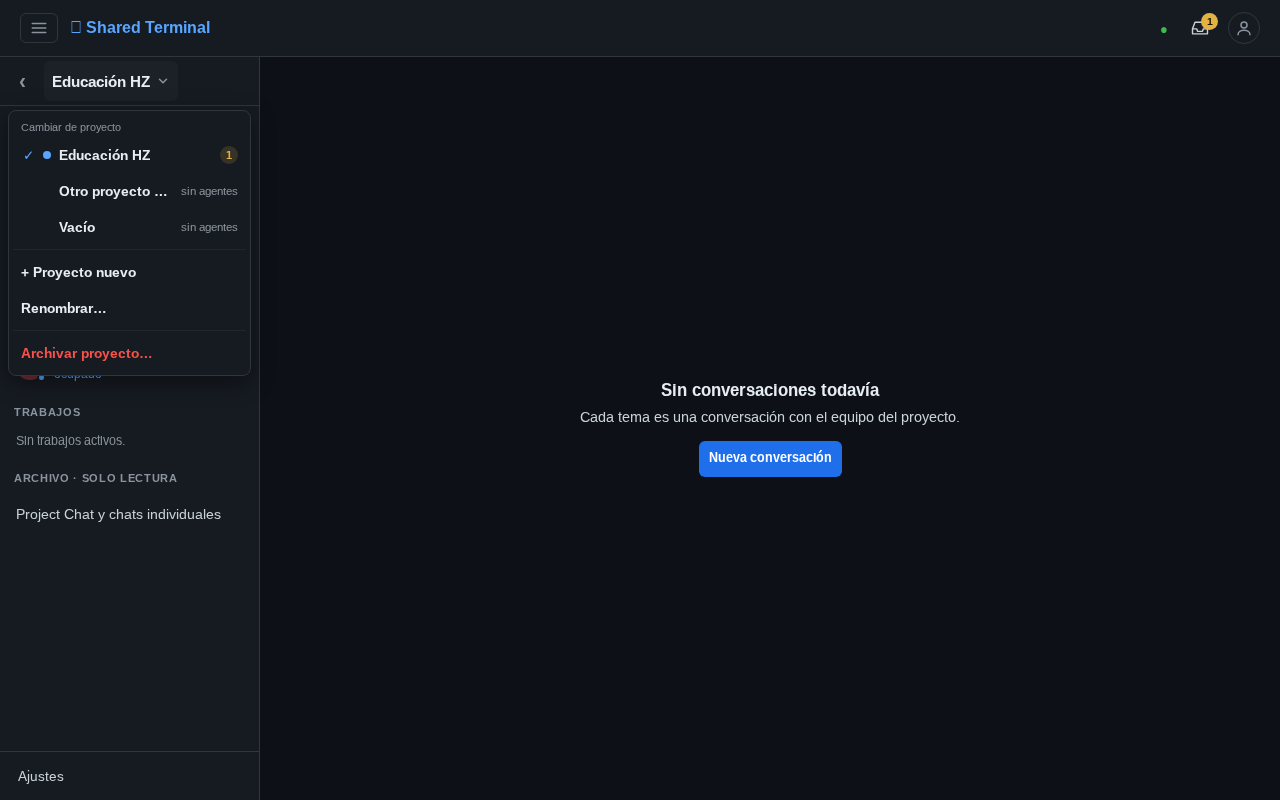 Shared Terminal
1
Educación HZ
Cambiar de proyecto
✓ Educación HZ 1
Otro proyecto … sin agentes
Vacío sin agentes
+ Proyecto nuevo
Renombrar…
Archivar proyecto…
TRABAJOS
Sin trabajos activos.
ARCHIVO · SOLO LECTURA
Project Chat y chats individuales
Ajustes
Sin conversaciones todavía
Cada tema es una conversación con el equipo del proyecto.
Nueva conversación